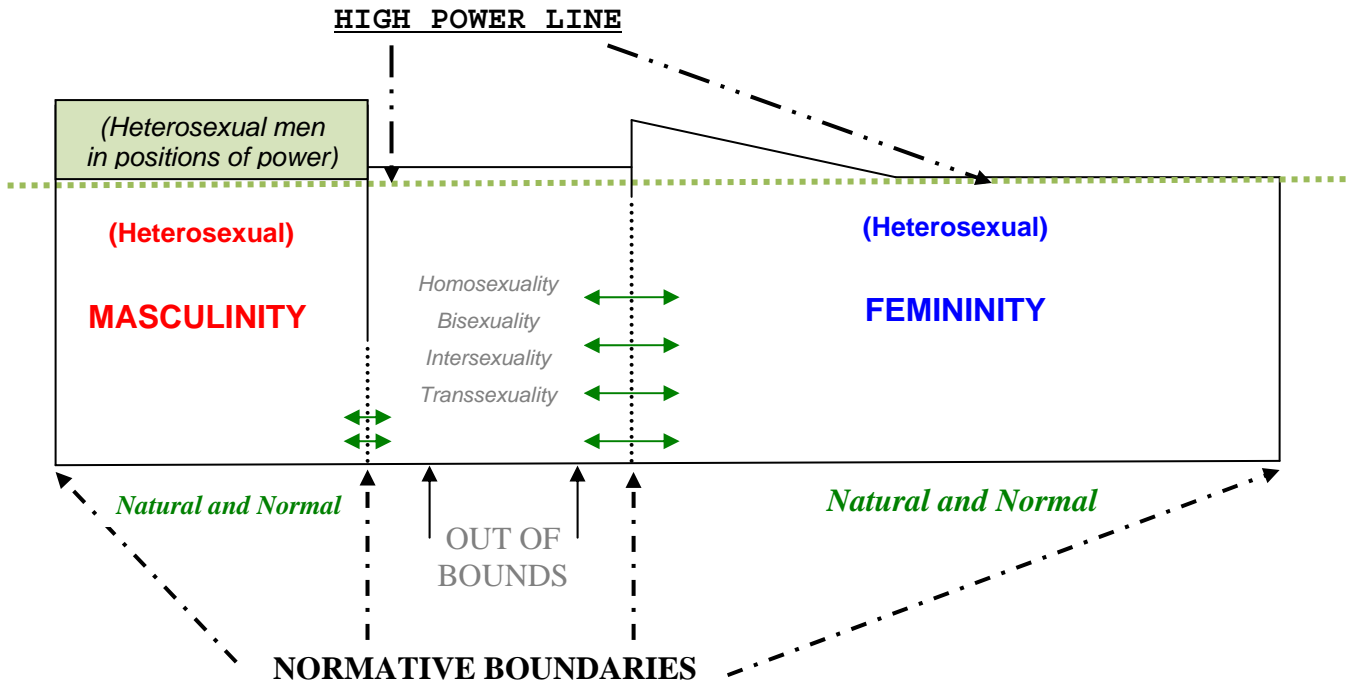 HIGH POWER LINE
(Heterosexual men
in positions of power)
(Heterosexual)
MASCULINITY
Homosexuality
Bisexuality
Intersexuality
Transsexuality
(Heterosexual)
FEMININITY
Natural and Normal
OUT OF
BOUNDS
Natural and Normal
NORMATIVE BOUNDARIES